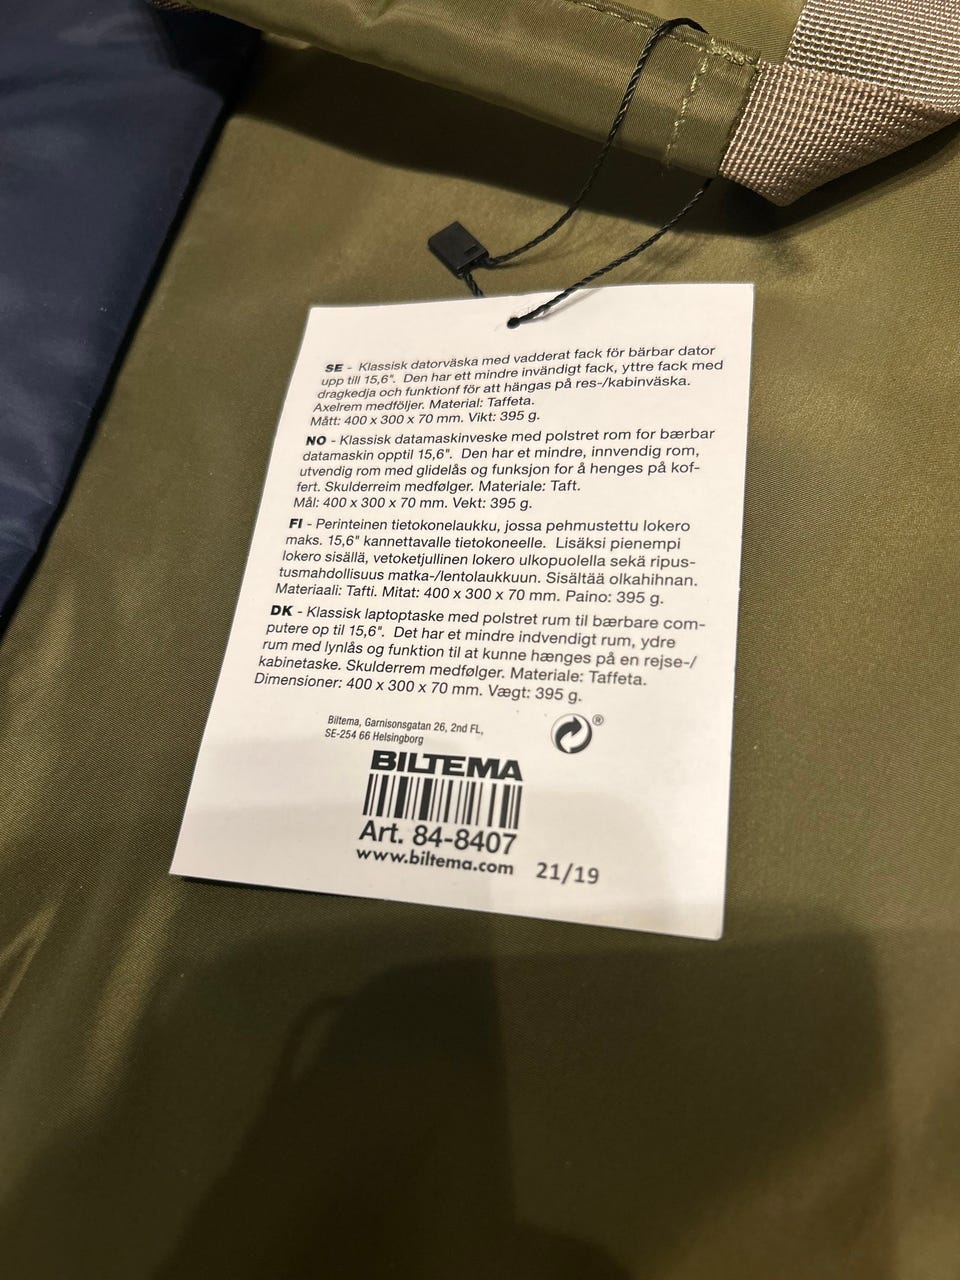 SE - Klassisk datorväska med vadderat fack för bärbar dator
upp till 15,6". Den har ett mindre invändigt fack, yttre fack med
dragkedja och funktionf för att hängas på res-/kabinväska.
Axelrem medföljer. Material: Taffeta.
Mått: 400 x 300 x 70 mm. Vikt: 395 g.
NO - Klassisk datamaskinveske med polstret rom for bærbar
datamaskin opptil 15,6". Den har et mindre, innvendig rom,
utvendig rom med glidelås og funksjon for å henges på kof-
fert. Skulderreim medfølger. Materiale: Taft.
Mål: 400 x 300 x 70 mm. Vekt: 395 g.
FI - Perinteinen tietokonelaukku, jossa pehmustettu lokero
maks. 15,6" kannettavalle tietokoneelle. Lisäksi pienempi
lokero sisällä, vetoketjullinen lokero ulkopuolella sekä ripus-
tusmahdollisuus matka-/lentolaukkuun. Sisältää olkahihnan.
Materiaali: Tafti. Mitat: 400 x 300 x 70 mm. Paino: 395 g.
DK - Klassisk laptoptaske med polstret rum til bærbare com-
putere op til 15,6". Det har et mindre indvendigt rum, ydre
rum med lynlås og funktion til at kunne hænges på en rejse-/
kabinetaske. Skulderrem medfølger. Materiale: Taffeta.
Dimensioner: 400 x 300 x 70 mm. Vægt: 395 g.
Biltema, Garnisonsgatan 26, 2nd FL,
SE-254 66 Helsingborg
®
BILTEMA
Art. 84-8407
www.biltema.com 21/19